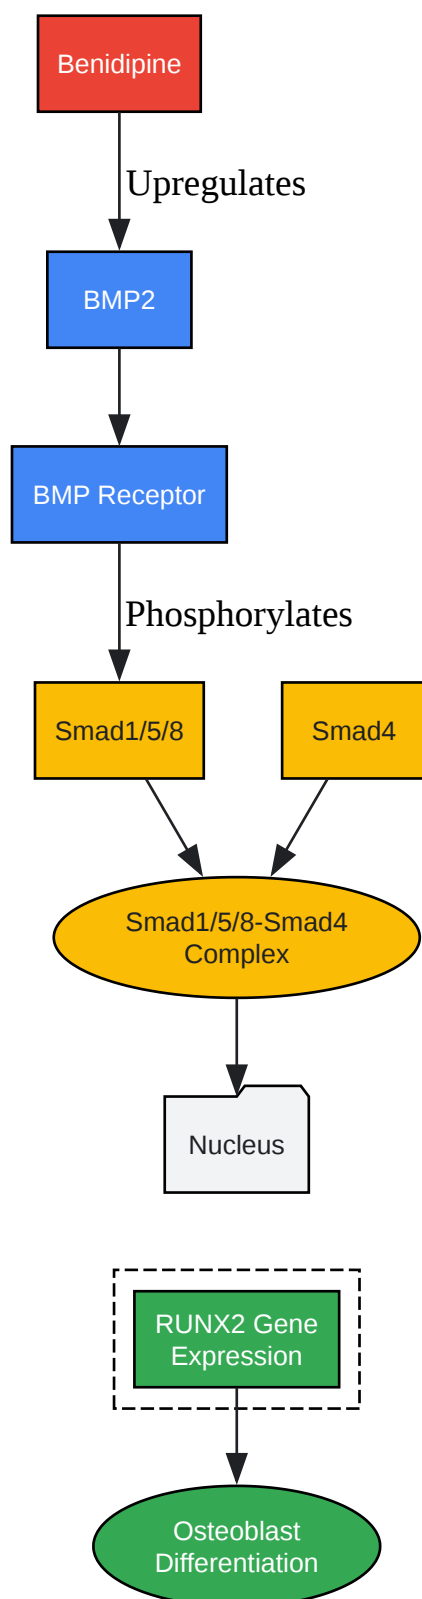 Benidipine
Upregulates
BMP2
BMP Receptor
Phosphorylates
Smad1/5/8
Smad4
Smad1/5/8-Smad4
Complex
Nucleus
RUNX2 Gene
Expression
Osteoblast
Differentiation